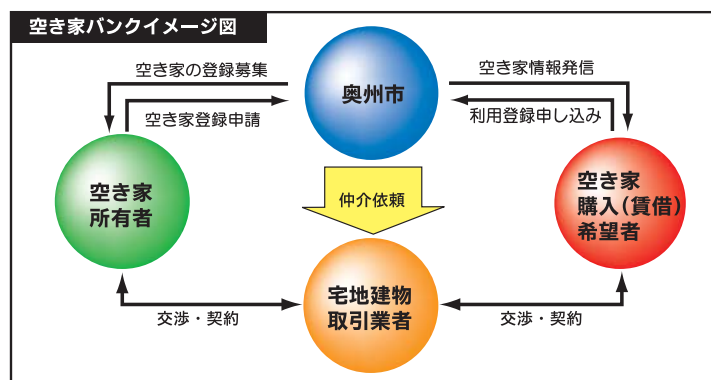 空き家バンクイメージ図
空き家の登録募集
空き家登録申請
奥州市
空き家情報発信
利用登録申し込み
空き家
所有者
仲介依頼
空き家
購入(賃借)
希望者
宅地建物
取引業者
交渉・契約
交渉・契約